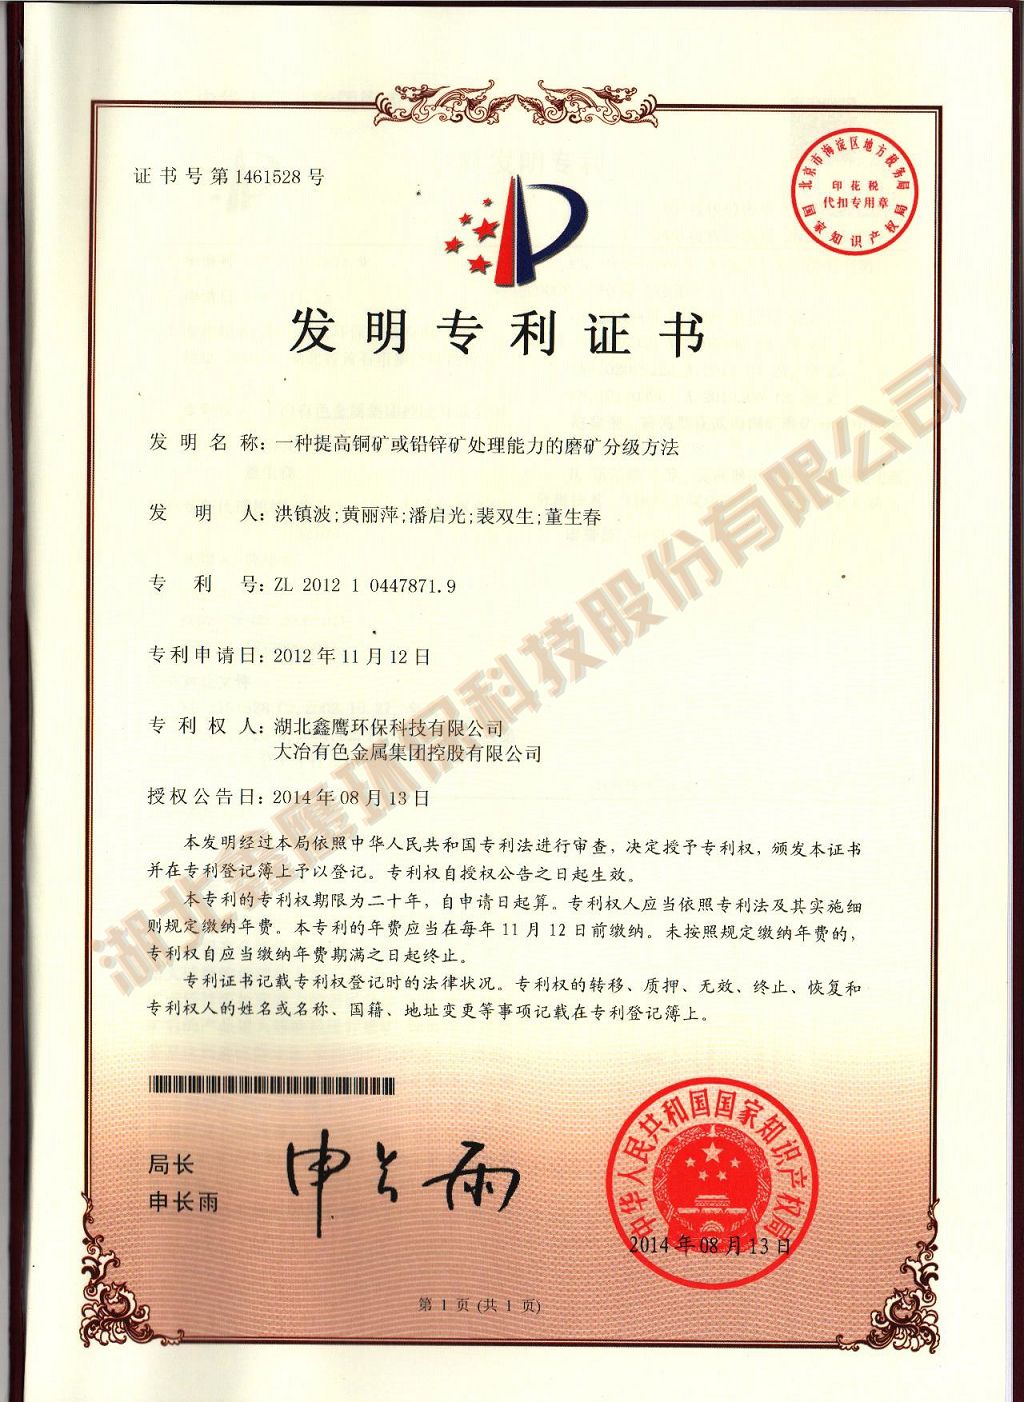 证书号第1461528号
北京市海淀区地方税务局
印花税
代扣专用章
国家知识产权局
发明专利证书
发明名称：一种提高铜矿或铅锌矿处理能力的磨矿分级方法
发明人：洪镇波;黄丽萍;潘启光;裴双生;董生春
专利号：ZL 2012 1 0447871.9
专利申请日：2012年11月12日
专利权人：湖北鑫鹰环保科技有限公司
大冶有色金属集团控股有限公司
授权公告日：2014年08月13日
本发明经过本局依照中华人民共和国专利法进行审查，决定授予专利权，颁发本证书
并在专利登记簿上予以登记。专利权自授权公告之日起生效。
本专利的专利权期限为二十年，自申请日起算。专利权人应当依照专利法及其实施细
则规定缴纳年费。本专利的年费应当在每年11月12日前缴纳。未按照规定缴纳年费的，
专利权自应当缴纳年费期满之日起终止。
专利证书记载专利权登记时的法律状况。专利权的转移、质押、无效、终止、恢复和
专利权人的姓名或名称、国籍、地址变更等事项记载在专利登记簿上。
湖北鑫鹰环保科技股份有限公司
局长
申长雨
申长雨
中华人民共和国国家知识产权局
2014年08月13日
第1页(共1页)